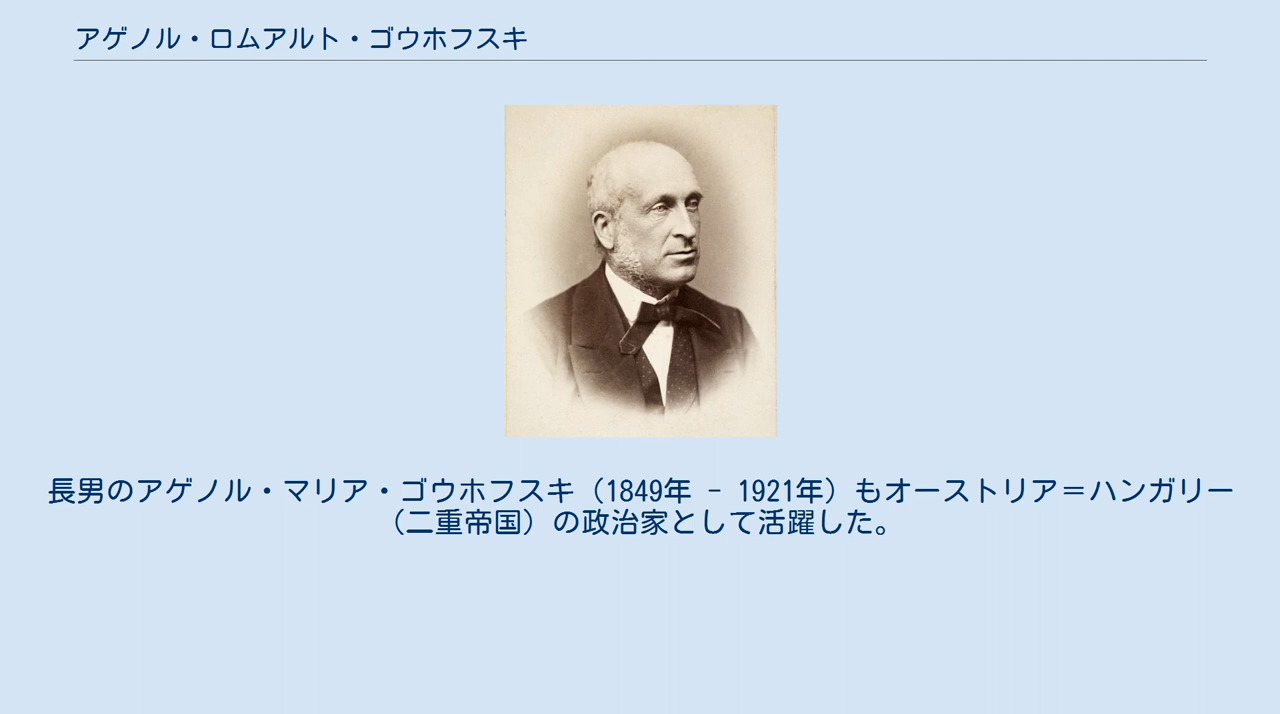 アゲノル・ロムアルト・ゴウホフスキ
長男のアゲノル・マリア・ゴウホフスキ（1849年 - 1921年）もオーストリア＝ハンガリー
（二重帝国）の政治家として活躍した。